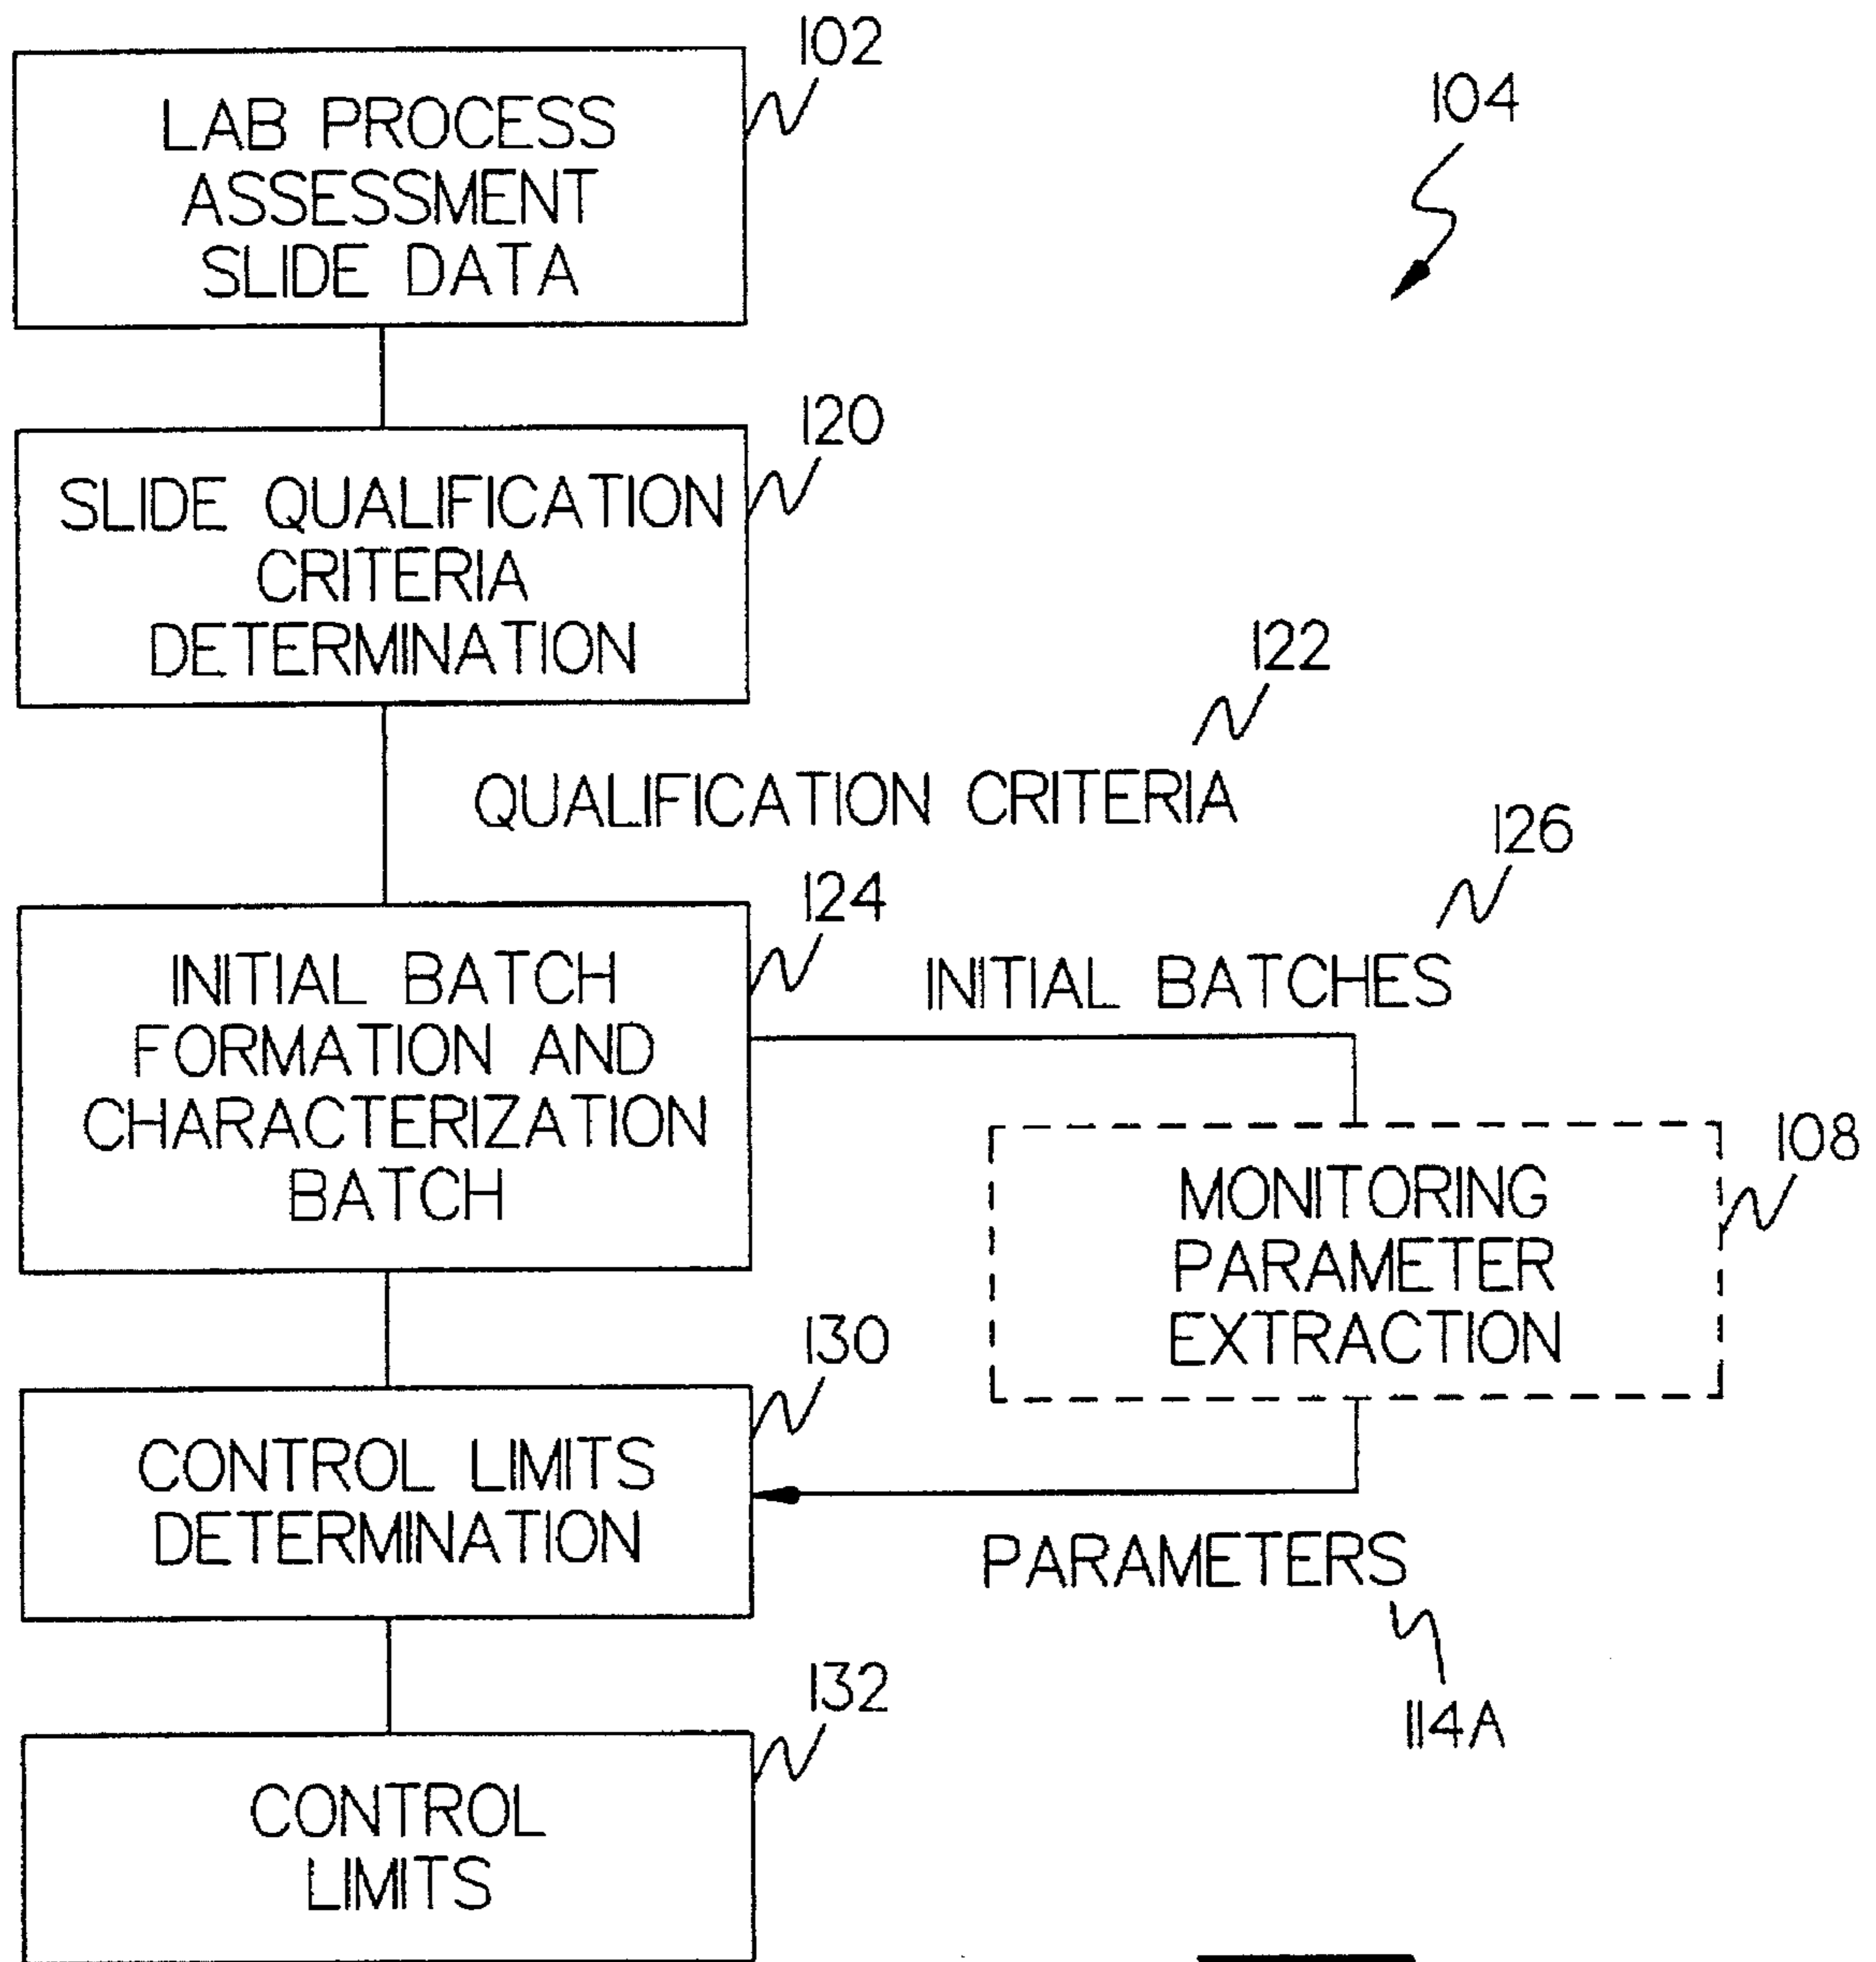 102
LAB PROCESS
ASSESSMENT
SLIDE DATA
104
120
SLIDE QUALIFICATION
CRITERIA
DETERMINATION
122
QUALIFICATION CRITERIA
126
124
INITIAL BATCH
FORMATION AND
CHARACTERIZATION
BATCH
INITIAL BATCHES
108
MONITORING
PARAMETER
EXTRACTION
130
CONTROL LIMITS
DETERMINATION
PARAMETERS
114A
132
CONTROL
LIMITS